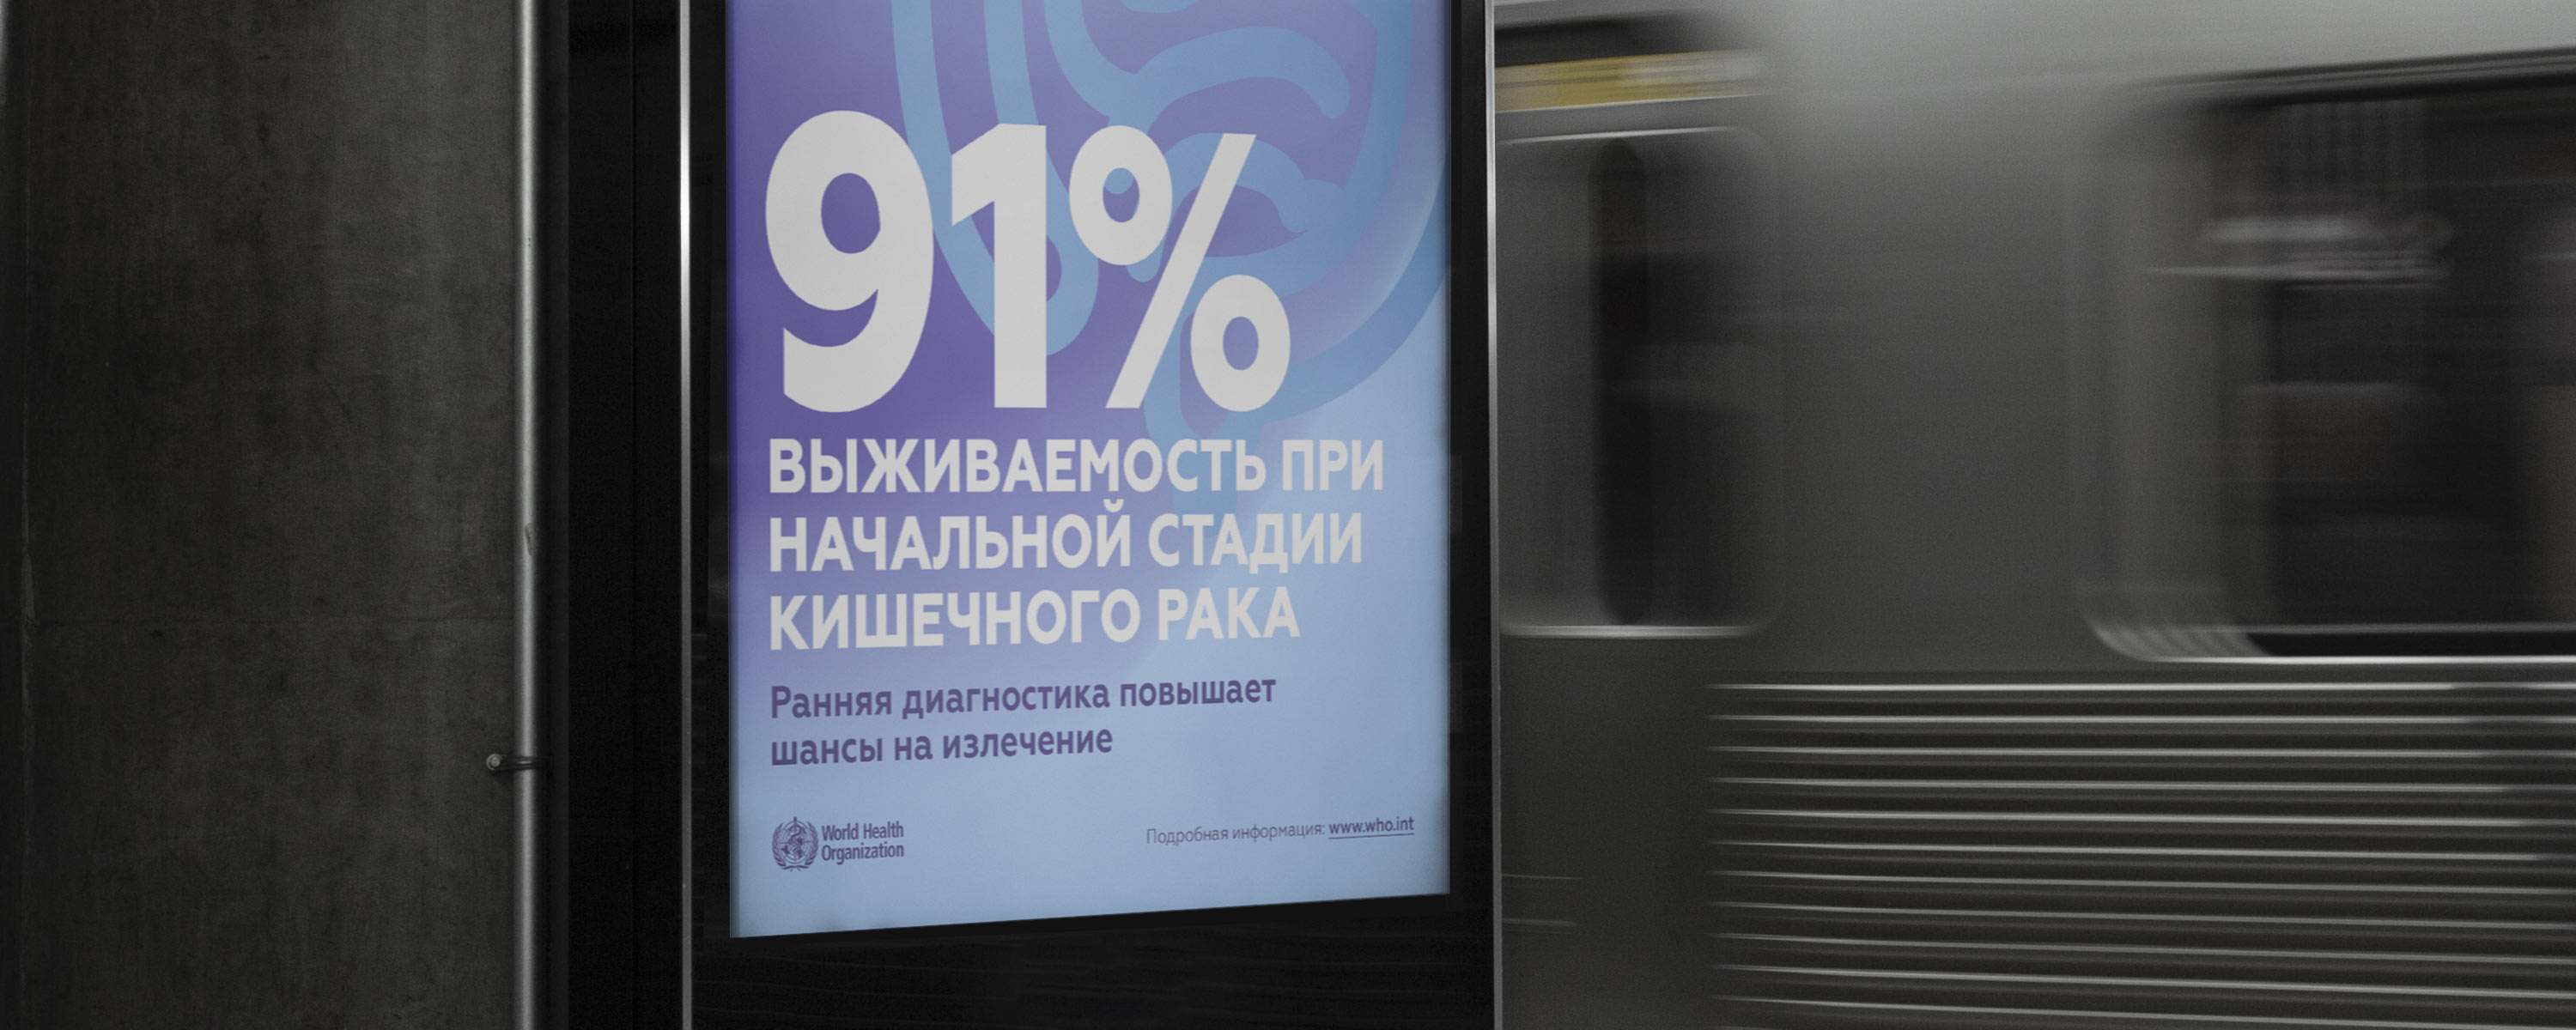 91%
ВЫЖИВАЕМОСТЬ ПРИ
НАЧАЛЬНОЙ СТАДИИ
КИШЕЧНОГО РАКА
Ранняя диагностика повышает
шансы на излечение
World Health
Organization
Подробная информация: www.who.int